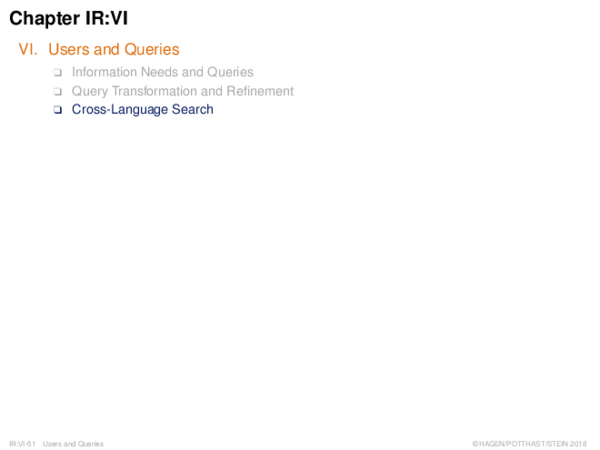 Chapter IR:VI
VI. Users and Queries
❑ Information Needs and Queries
❑ Query Transformation and Refinement
❑ Cross-Language Search
IR:VI-51 Users and Queries ©HAGEN/POTTHAST/STEIN 2018